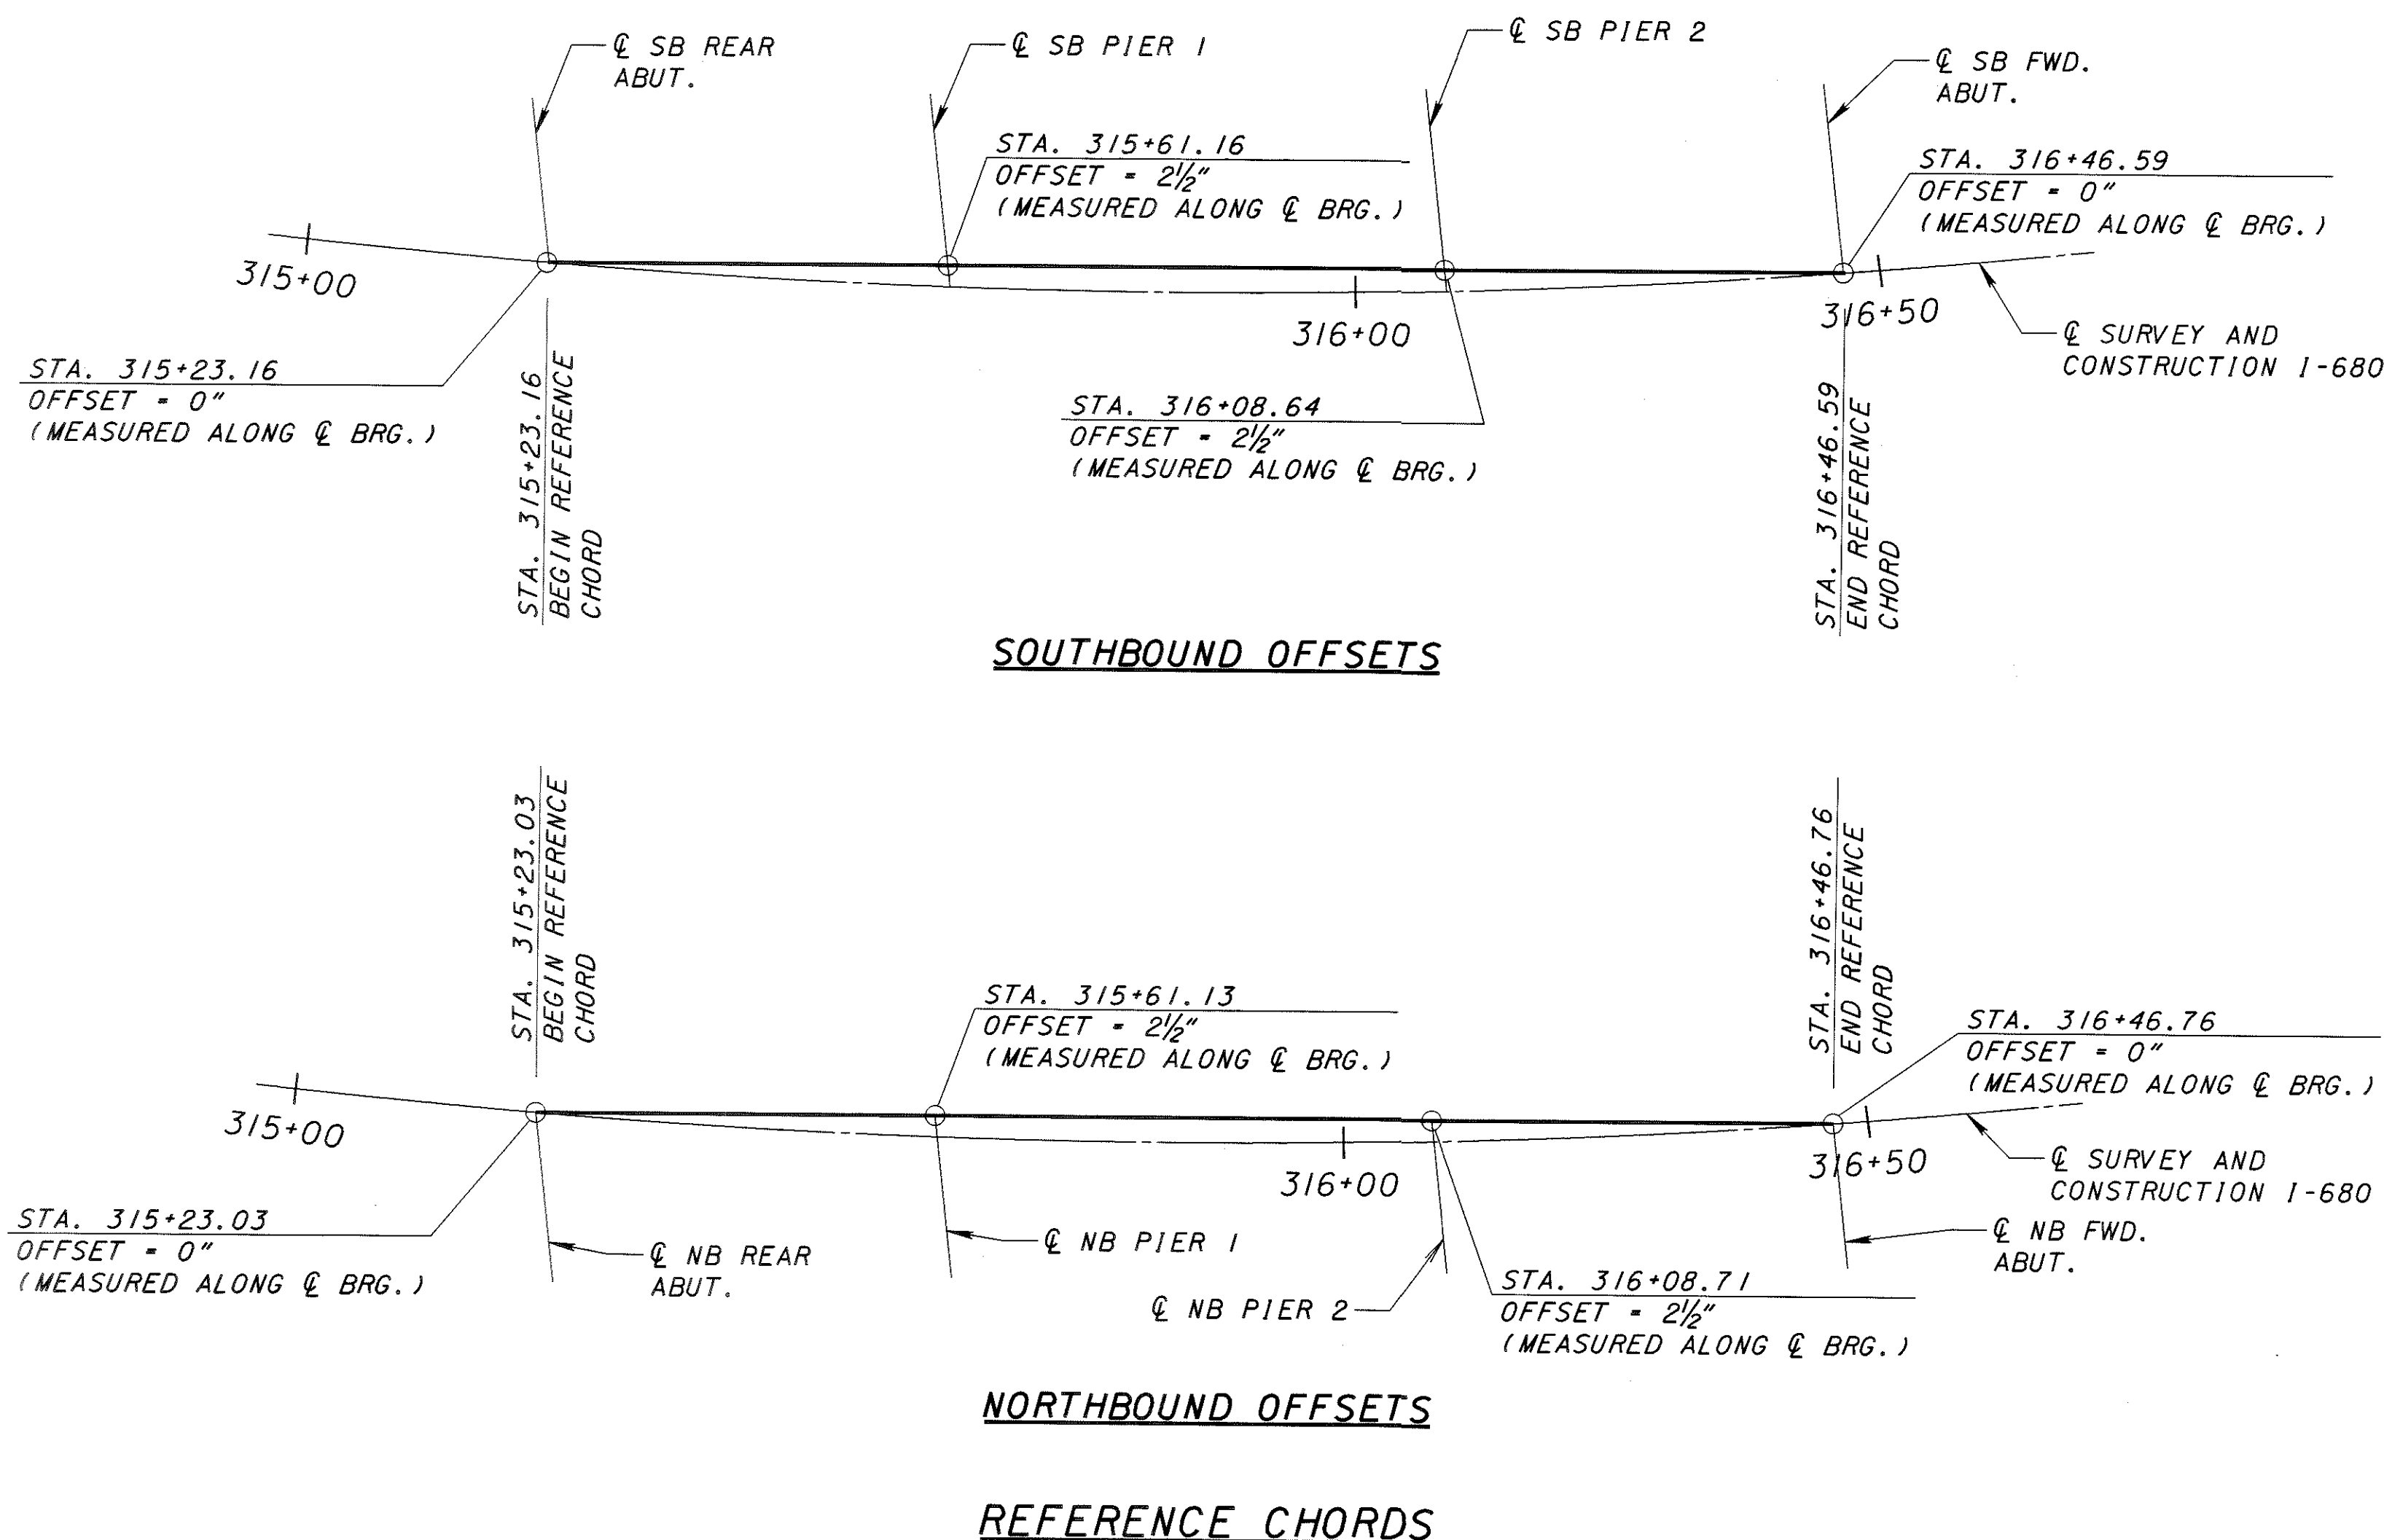 ℄ SB REAR
ABUT.
℄ SB PIER 1
℄ SB PIER 2
℄ SB FWD.
ABUT.
STA. 315+61.16
OFFSET = 2½"
(MEASURED ALONG ℄ BRG.)
STA. 316+46.59
OFFSET = 0"
(MEASURED ALONG ℄ BRG.)
315+00
316+00
316+50
℄ SURVEY AND
CONSTRUCTION I-680
STA. 315+23.16
OFFSET = 0"
(MEASURED ALONG ℄ BRG.)
STA. 315+23.16
BEGIN REFERENCE
CHORD
STA. 316+08.64
OFFSET = 2½"
(MEASURED ALONG ℄ BRG.)
STA. 316+46.59
END REFERENCE
CHORD
SOUTHBOUND OFFSETS
STA. 315+23.03
BEGIN REFERENCE
CHORD
STA. 316+46.76
END REFERENCE
CHORD
STA. 315+61.13
OFFSET = 2½"
(MEASURED ALONG ℄ BRG.)
STA. 316+46.76
OFFSET = 0"
(MEASURED ALONG ℄ BRG.)
315+00
316+00
316+50
℄ SURVEY AND
CONSTRUCTION I-680
STA. 315+23.03
OFFSET = 0"
(MEASURED ALONG ℄ BRG.)
℄ NB REAR
ABUT.
℄ NB PIER 1
℄ NB PIER 2
℄ NB FWD.
ABUT.
STA. 316+08.71
OFFSET = 2½"
(MEASURED ALONG ℄ BRG.)
NORTHBOUND OFFSETS
REFERENCE CHORDS